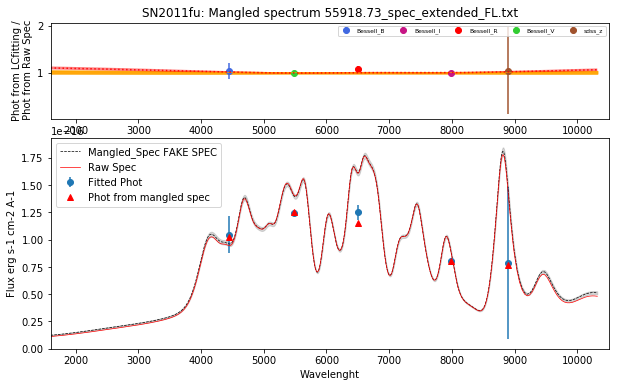 SN2011fu: Mangled spectrum 55918.73_spec_extended_FL.txt
Phot from LCfitting /
Phot from Raw Spec
2
1
Bessell_B
Bessell_I
Bessell_R
Bessell_V
sdss_z
2000 3000 4000 5000 6000 7000 8000 9000 10000
1e−16
Flux erg s-1 cm-2 A-1
1.75
1.50
1.25
1.00
0.75
0.50
0.25
0.00
Mangled_Spec FAKE SPEC
Raw Spec
Fitted Phot
Phot from mangled spec
2000 3000 4000 5000 6000 7000 8000 9000 10000
Wavelenght